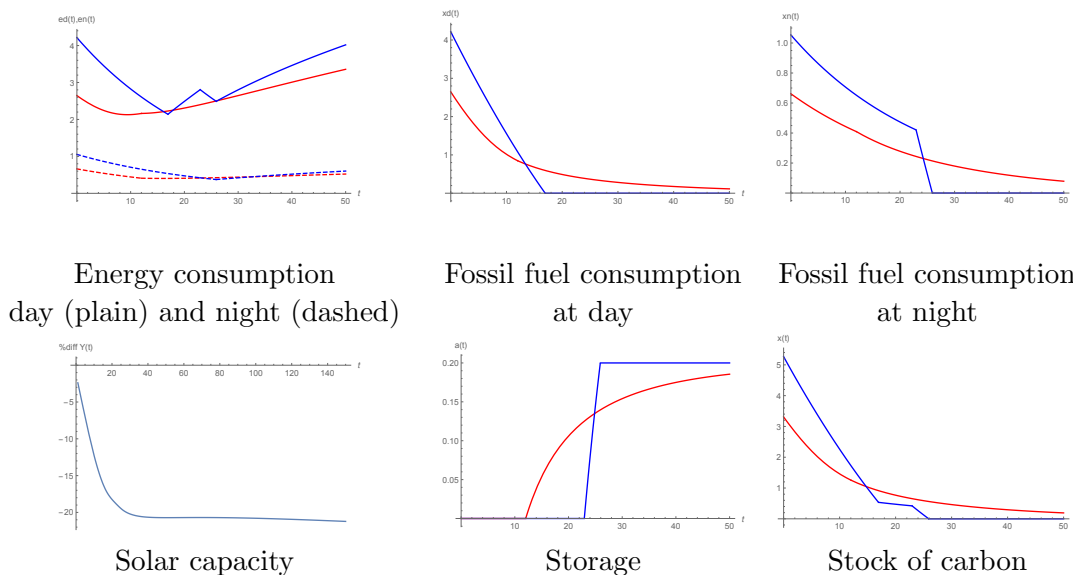 ed(t),en(t)
4
3
2
1
10 20 30 40 50
t
xd(t)
4
3
2
1
10 20 30 40 50
t
xn(t)
1.0
0.8
0.6
0.4
0.2
10 20 30 40 50
t
Energy consumption
day (plain) and night (dashed)
Fossil fuel consumption
at day
Fossil fuel consumption
at night
%diff Y(t)
20 40 60 80 100 120 140
t
-5
-10
-15
-20
a(t)
0.20
0.15
0.10
0.05
10 20 30 40 50
t
x(t)
5
4
3
2
1
10 20 30 40 50
t
Solar capacity
Storage
Stock of carbon